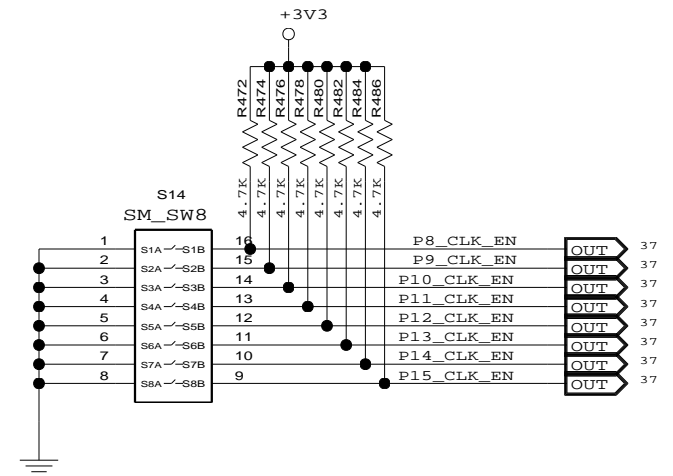 +3V3
R472
R474
R476
R478
R480
R482
R484
R486
4.7K
4.7K
4.7K
4.7K
4.7K
4.7K
4.7K
4.7K
S14
SM_SW8
1 S1A S1B 16 P8_CLK_EN OUT 37
2 S2A S2B 15 P9_CLK_EN OUT 37
3 S3A S3B 14 P10_CLK_EN OUT 37
4 S4A S4B 13 P11_CLK_EN OUT 37
5 S5A S5B 12 P12_CLK_EN OUT 37
6 S6A S6B 11 P13_CLK_EN OUT 37
7 S7A S7B 10 P14_CLK_EN OUT 37
8 S8A S8B 9 P15_CLK_EN OUT 37